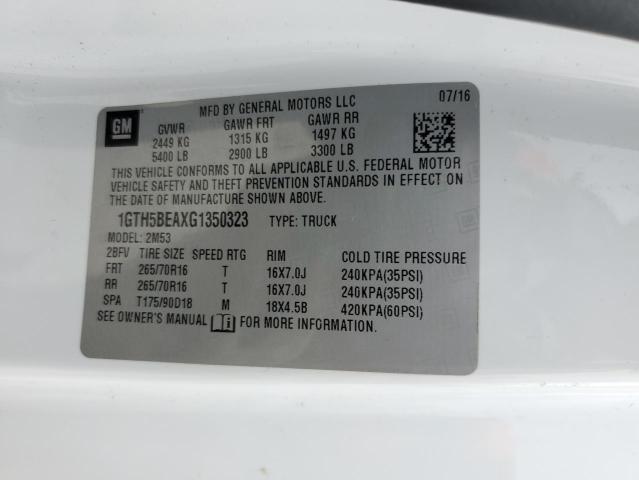 GM
MFD BY GENERAL MOTORS LLC 07/16
GVWR GAWR FRT GAWR RR
2449 KG 1315 KG 1497 KG
5400 LB 2900 LB 3300 LB
THIS VEHICLE CONFORMS TO ALL APPLICABLE U.S. FEDERAL MOTOR
VEHICLE SAFETY AND THEFT PREVENTION STANDARDS IN EFFECT ON
THE DATE OF MANUFACTURE SHOWN ABOVE.
1GTH5BEAXG1350323 TYPE: TRUCK
MODEL: 2M53
2BFV TIRE SIZE SPEED RTG RIM COLD TIRE PRESSURE
FRT 265/70R16 T 16X7.0J 240KPA(35PSI)
RR 265/70R16 T 16X7.0J 240KPA(35PSI)
SPA T175/90D18 M 18X4.5B 420KPA(60PSI)
SEE OWNER'S MANUAL FOR MORE INFORMATION.